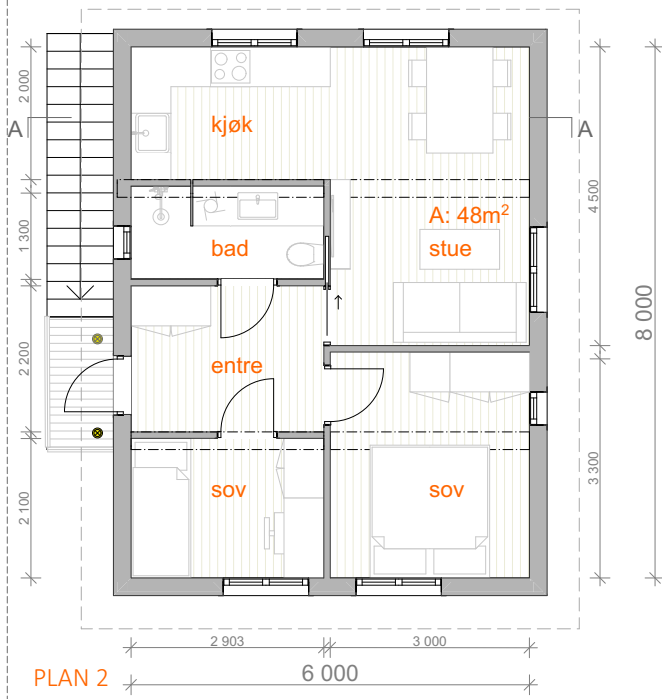 2 000
A
kjøk
A
1 300
bad
A: 48m²
stue
4 500
8 000
2 200
entre
2 100
sov
sov
3 300
2 903
3 000
PLAN 2
6 000